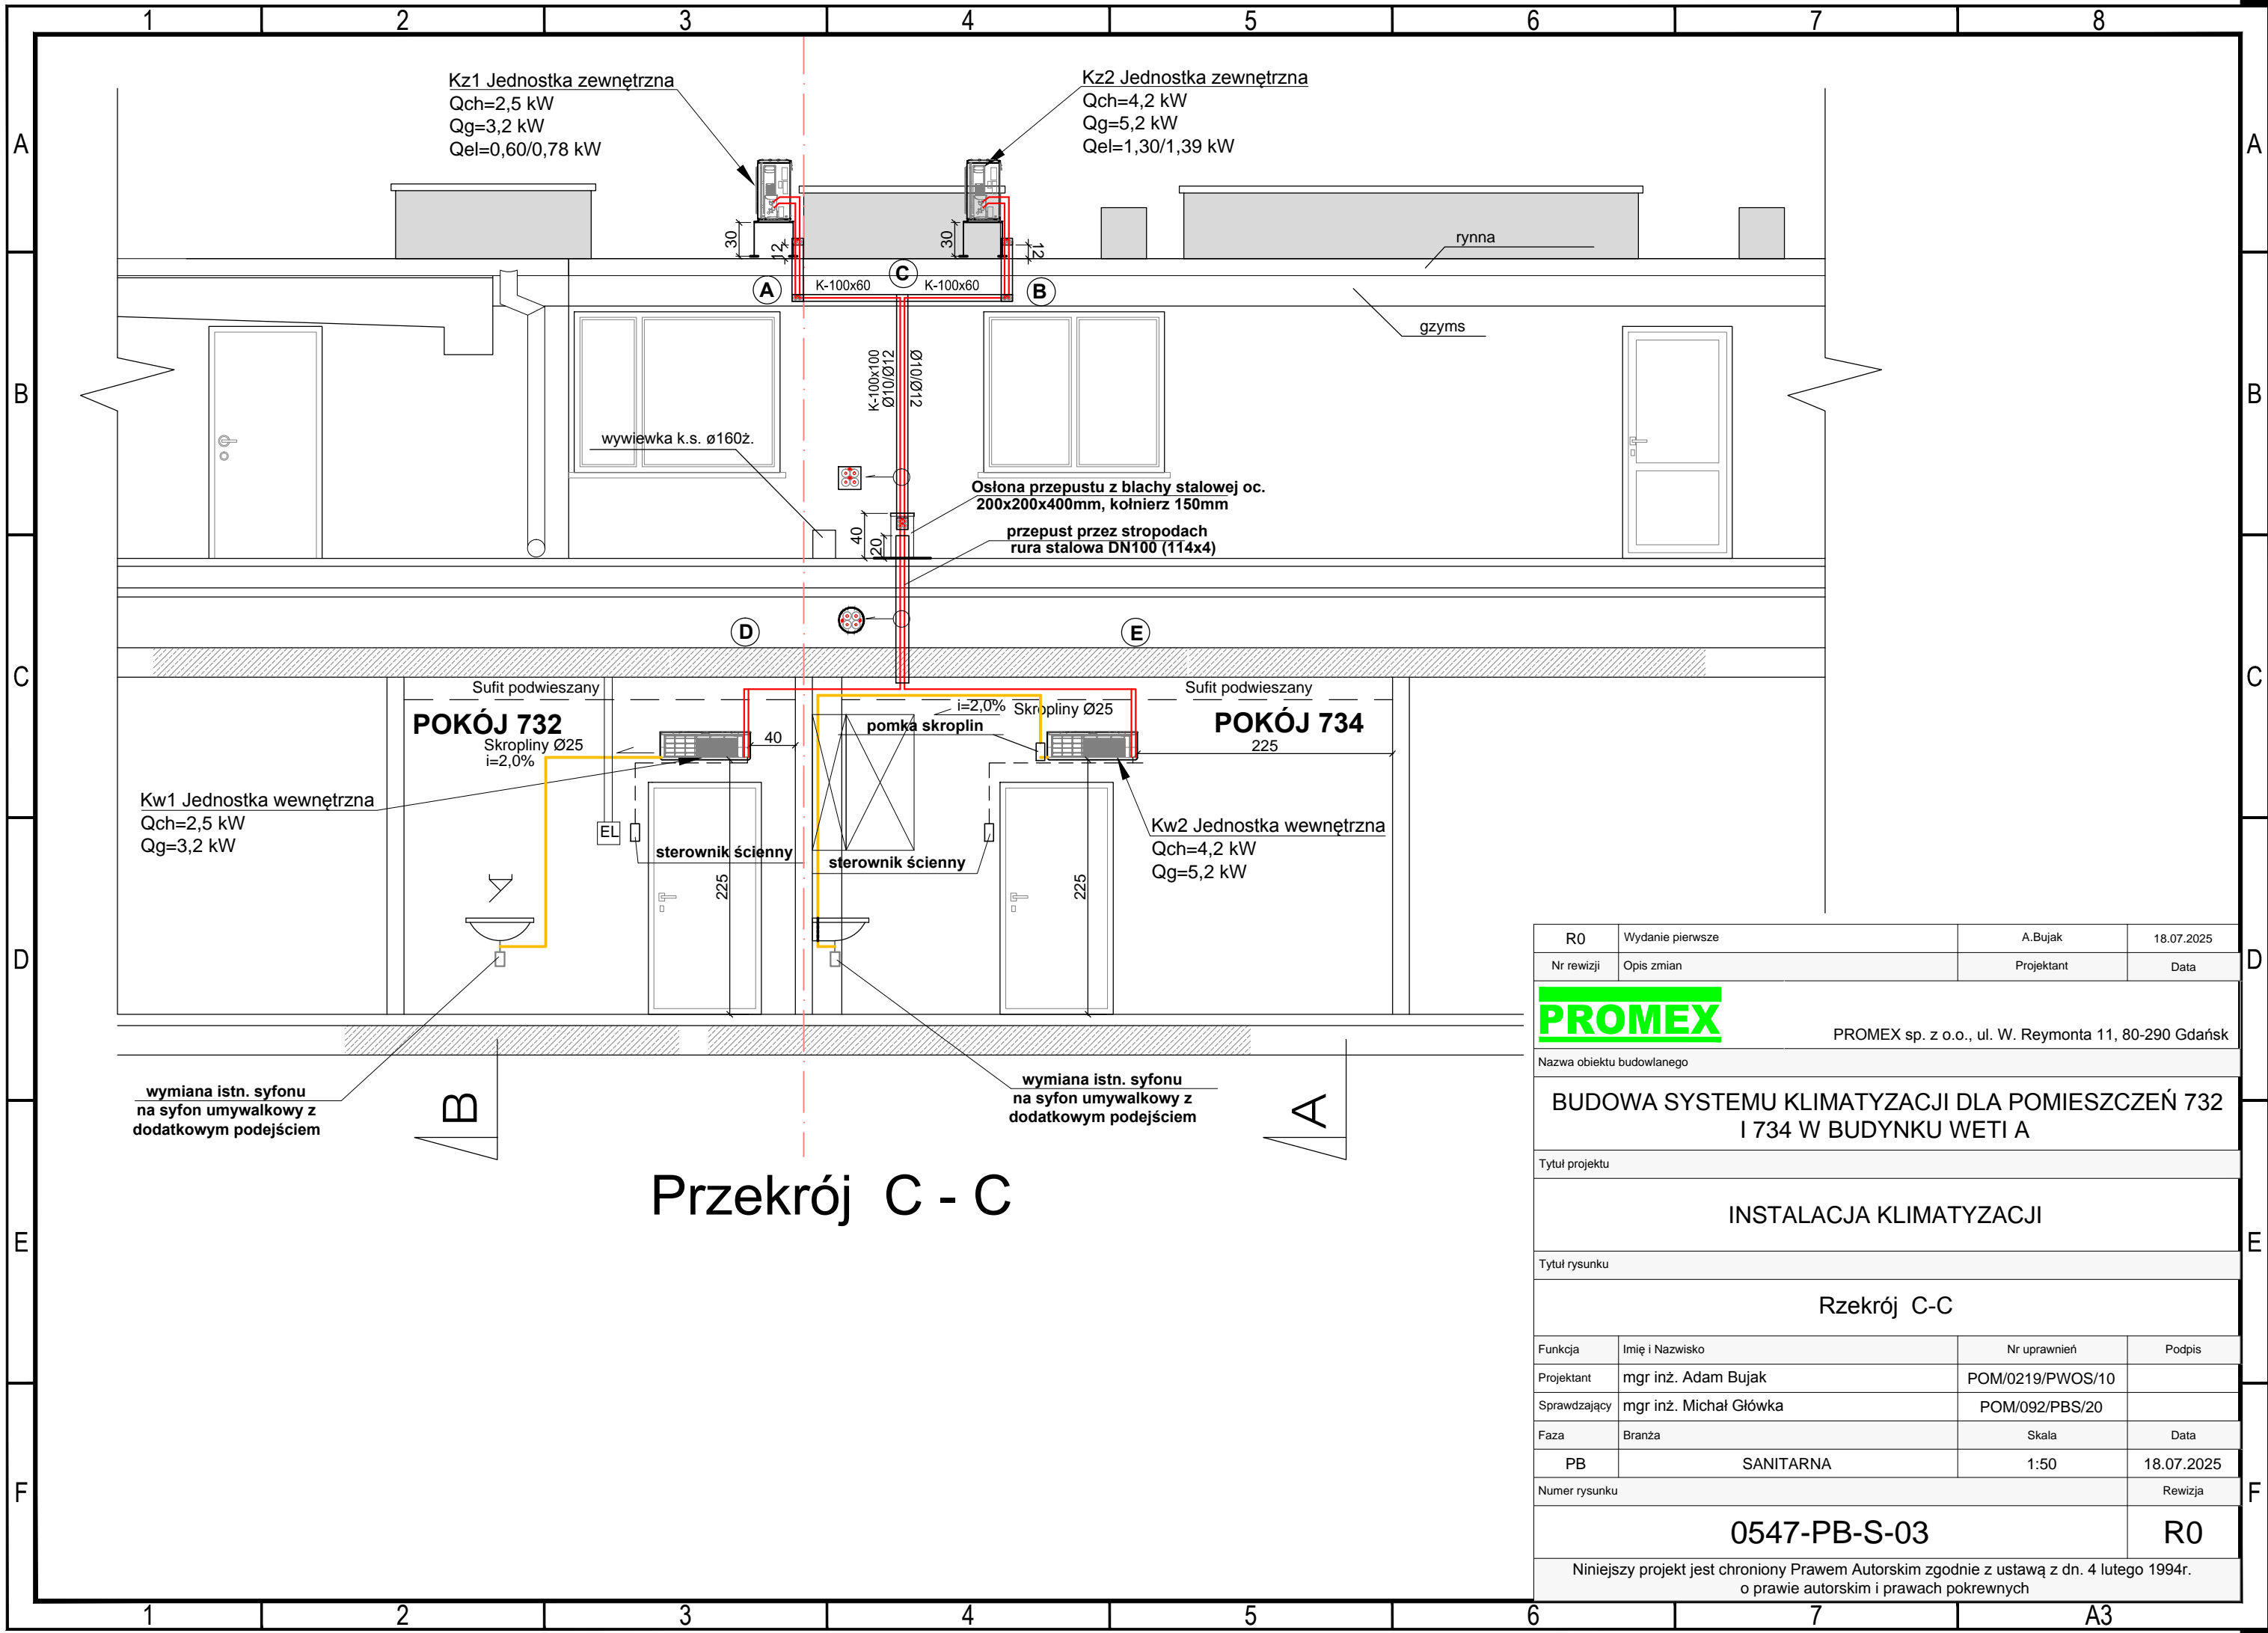 1 2 3 4 5 6 7 8
A
B
C
D
E
F
A
B
C
D
E
F
Kz1 Jednostka zewnętrzna
Qch=2,5 kW
Qg=3,2 kW
Qel=0,60/0,78 kW
Kz2 Jednostka zewnętrzna
Qch=4,2 kW
Qg=5,2 kW
Qel=1,30/1,39 kW
30
12
30
12
rynna
A
K-100x60
C
K-100x60
B
gzyms
K-100x100
Ø10/Ø12
Ø10/Ø12
wywiewka k.s. ø160ż.
Osłona przepustu z blachy stalowej oc.
200x200x400mm, kołnierz 150mm
40
20
przepust przez stropodach
rura stalowa DN100 (114x4)
D
E
Sufit podwieszany
Sufit podwieszany
POKÓJ 732
Skropliny Ø25
i=2,0%
40
i=2,0% Skropliny Ø25
pomka skroplin
POKÓJ 734
225
Kw1 Jednostka wewnętrzna
Qch=2,5 kW
Qg=3,2 kW
EL
sterownik ścienny
225
sterownik ścienny
225
Kw2 Jednostka wewnętrzna
Qch=4,2 kW
Qg=5,2 kW
wymiana istn. syfonu
na syfon umywalkowy z
dodatkowym podejściem
B
wymiana istn. syfonu
na syfon umywalkowy z
dodatkowym podejściem
A
Przekrój C - C
R0 Wydanie pierwsze A.Bujak 18.07.2025
Nr rewizji Opis zmian Projektant Data
PROMEX
PROMEX sp. z o.o., ul. W. Reymonta 11, 80-290 Gdańsk
Nazwa obiektu budowlanego
BUDOWA SYSTEMU KLIMATYZACJI DLA POMIESZCZEŃ 732
I 734 W BUDYNKU WETI A
Tytuł projektu
INSTALACJA KLIMATYZACJI
Tytuł rysunku
Rzekrój C-C
Funkcja Imię i Nazwisko Nr uprawnień Podpis
Projektant mgr inż. Adam Bujak POM/0219/PWOS/10
Sprawdzający mgr inż. Michał Główka POM/092/PBS/20
Faza Branża Skala Data
PB SANITARNA 1:50 18.07.2025
Numer rysunku Rewizja
0547-PB-S-03 R0
Niniejszy projekt jest chroniony Prawem Autorskim zgodnie z ustawą z dn. 4 lutego 1994r.
o prawie autorskim i prawach pokrewnych
1 2 3 4 5 6 7 A3